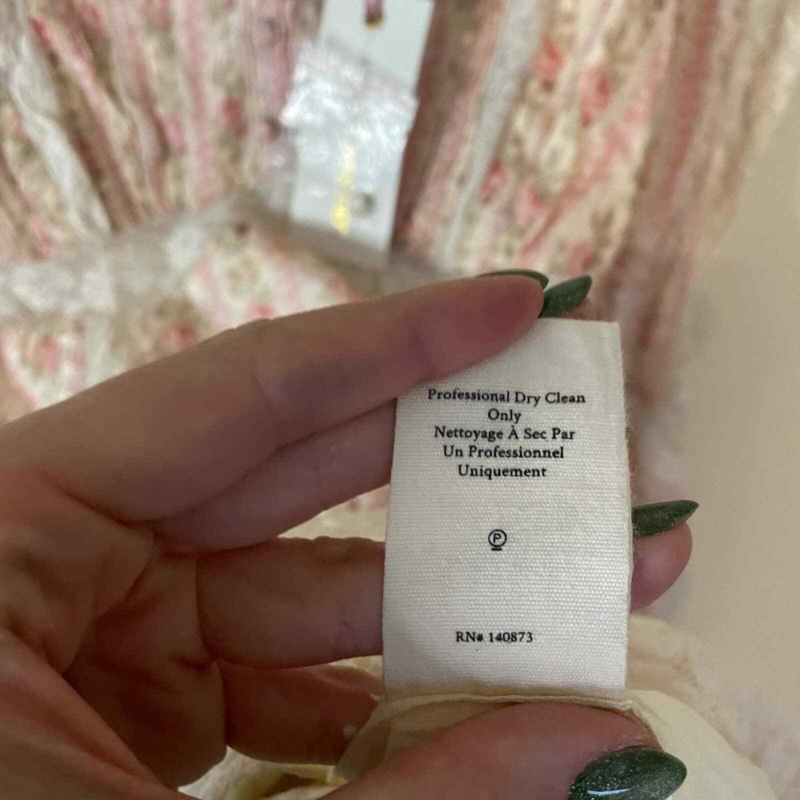 Professional Dry Clean
Only
Nettoyage À Sec Par
Un Professionnel
Uniquement
P
RN# 140873